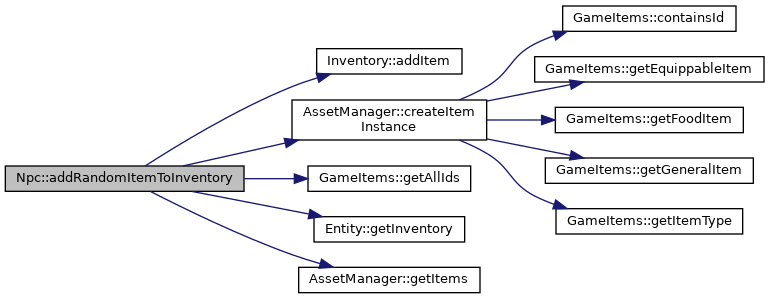 Npc::addRandomItemToInventory
Inventory::addItem
AssetManager::createItem
Instance
GameItems::getAllIds
Entity::getInventory
AssetManager::getItems
GameItems::containsId
GameItems::getEquippableItem
GameItems::getFoodItem
GameItems::getGeneralItem
GameItems::getItemType